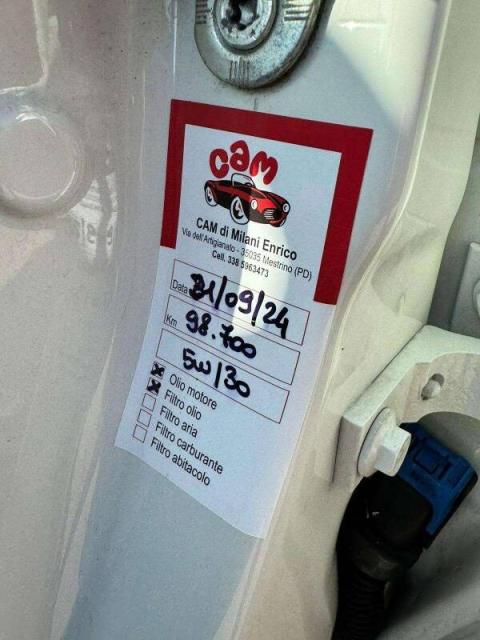 CAM
CAM di Milani Enrico
Via dell'Artigianato - 35035 Mestrino (PD)
Cell. 338 5963473
Data 21/09/24
Km 98.700
5W/30
Olio motore
Filtro olio
Filtro aria
Filtro carburante
Filtro abitacolo